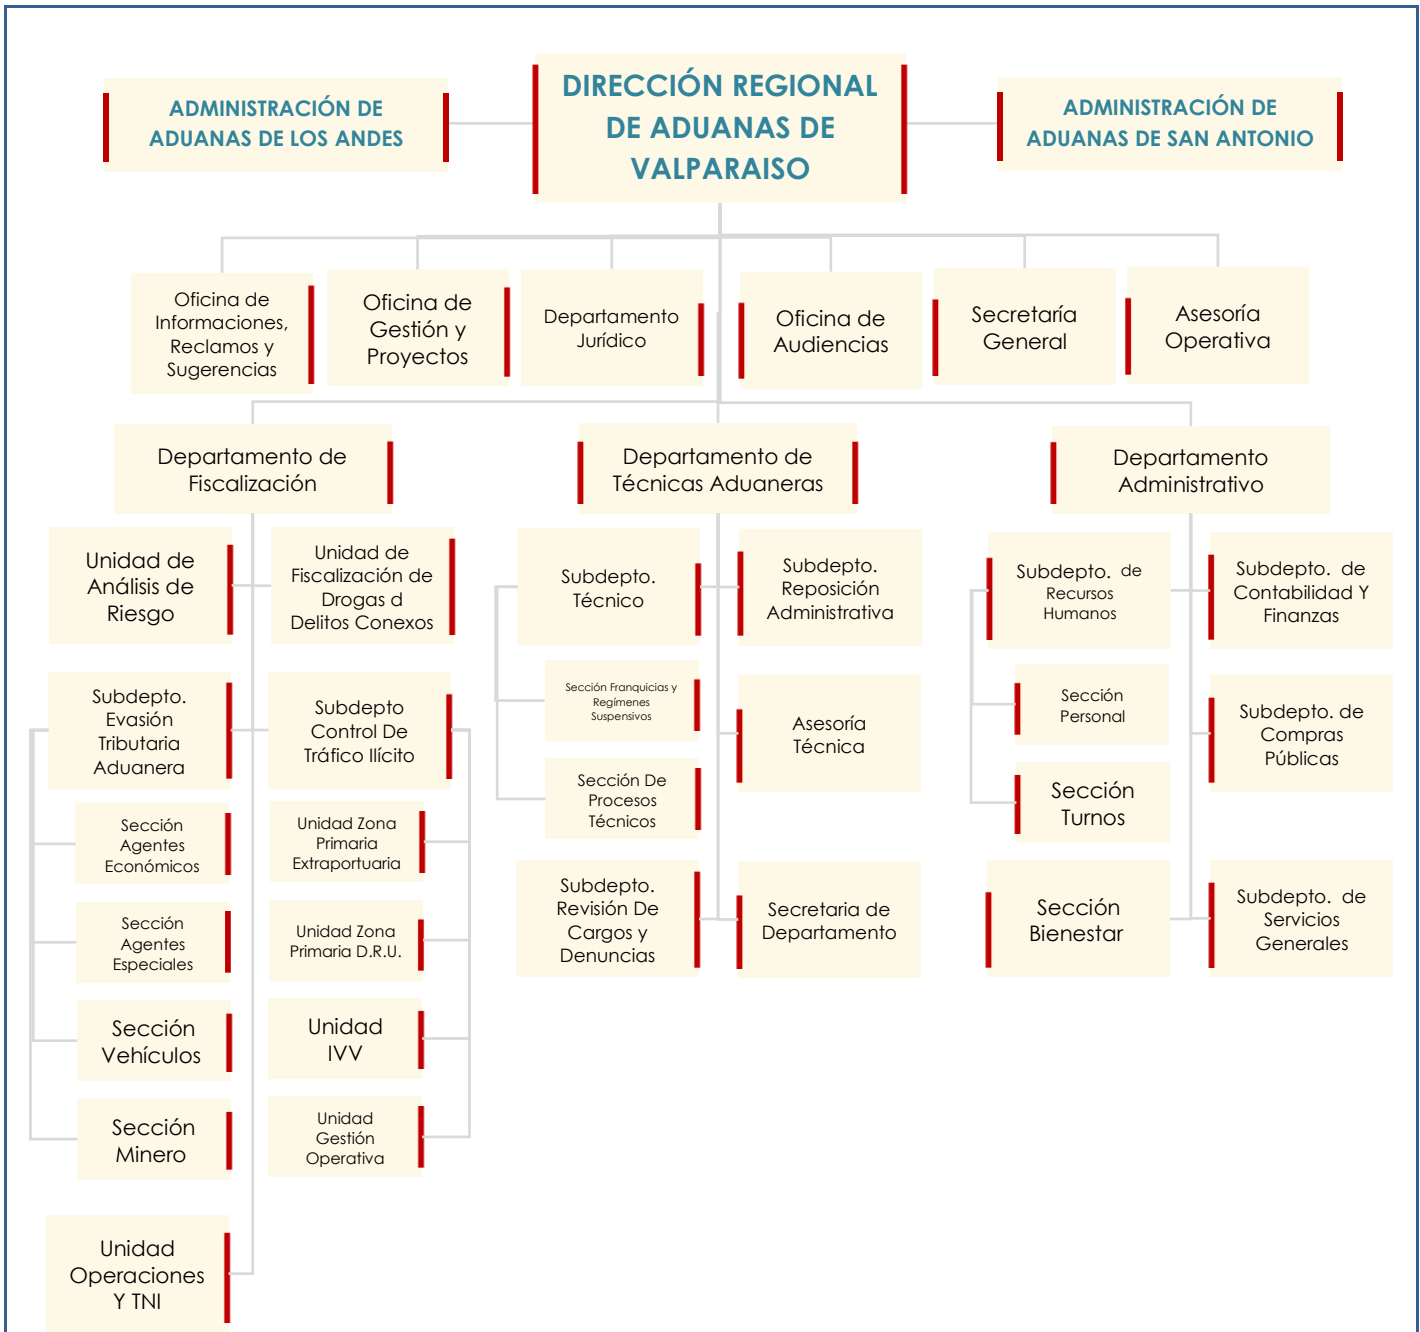 ADMINISTRACIÓN DE
ADUANAS DE LOS ANDES
DIRECCIÓN REGIONAL
DE ADUANAS DE
VALPARAISO
ADMINISTRACIÓN DE
ADUANAS DE SAN ANTONIO
Oficina de
Informaciones,
Reclamos y
Sugerencias
Oficina de
Gestión y
Proyectos
Departamento
Jurídico
Oficina de
Audiencias
Secretaría
General
Asesoría
Operativa
Departamento de
Fiscalización
Departamento de
Técnicas Aduaneras
Departamento
Administrativo
Unidad de
Análisis de
Riesgo
Unidad de
Fiscalización de
Drogas d
Delitos Conexos
Subdepto.
Técnico
Subdepto.
Reposición
Administrativa
Subdepto. de
Recursos
Humanos
Subdepto. de
Contabilidad Y
Finanzas
Subdepto.
Evasión
Tributaria
Aduanera
Subdepto
Control De
Tráfico Ilícito
Sección Franquicias y
Regímenes
Suspensivos
Asesoría
Técnica
Sección
Personal
Subdepto. de
Compras
Públicas
Sección De
Procesos
Técnicos
Sección
Turnos
Sección
Agentes
Económicos
Unidad Zona
Primaria
Extraportuaria
Subdepto.
Revisión De
Cargos y
Denuncias
Secretaria de
Departamento
Sección
Bienestar
Subdepto. de
Servicios
Generales
Sección
Agentes
Especiales
Unidad Zona
Primaria D.R.U.
Sección
Vehículos
Unidad
IVV
Sección
Minero
Unidad
Gestión
Operativa
Unidad
Operaciones
Y TNI